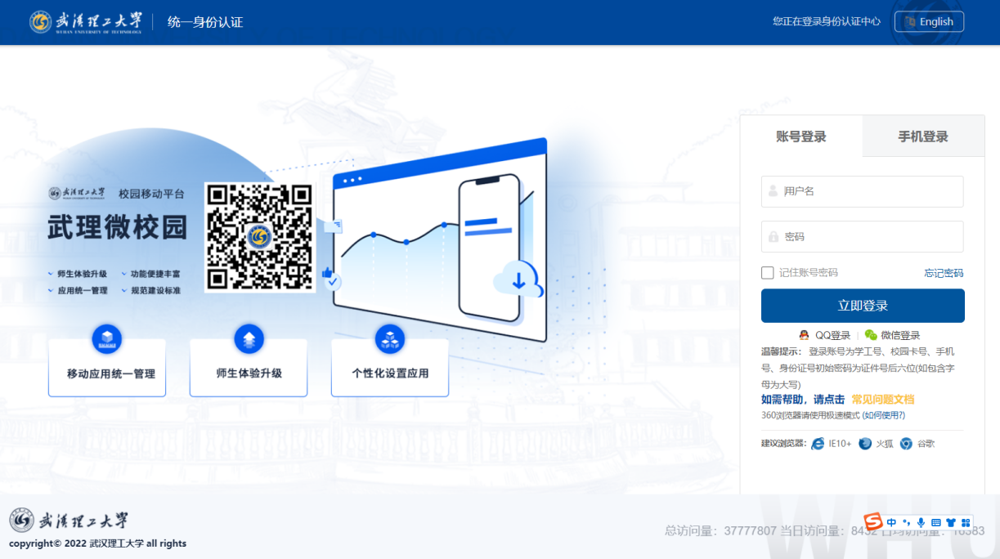 武汉理工大学
WUHAN UNIVERSITY OF TECHNOLOGY
统一身份认证
您正在登录身份认证中心
English
武汉理工大学
校园移动平台
武理微校园
师生体验升级
功能便捷丰富
应用统一管理
规范建设标准
移动应用统一管理
师生体验升级
个性化设置应用
账号登录
手机登录
用户名
密码
记住账号密码
忘记密码
立即登录
QQ登录 | 微信登录
温馨提示: 登录账号为学工号、校园卡号、手机
号、身份证号初始密码为证件号后六位(如包含字
母为大写)
如需帮助，请点击 常见问题文档
360浏览器请使用极速模式 (如何使用?)
建议浏览器: IE10+ 火狐 谷歌
武汉理工大学
copyright© 2022 武汉理工大学 all rights
总访问量: 37777807 当日访问量: 8452 日均访问量: 16383
中
WHU